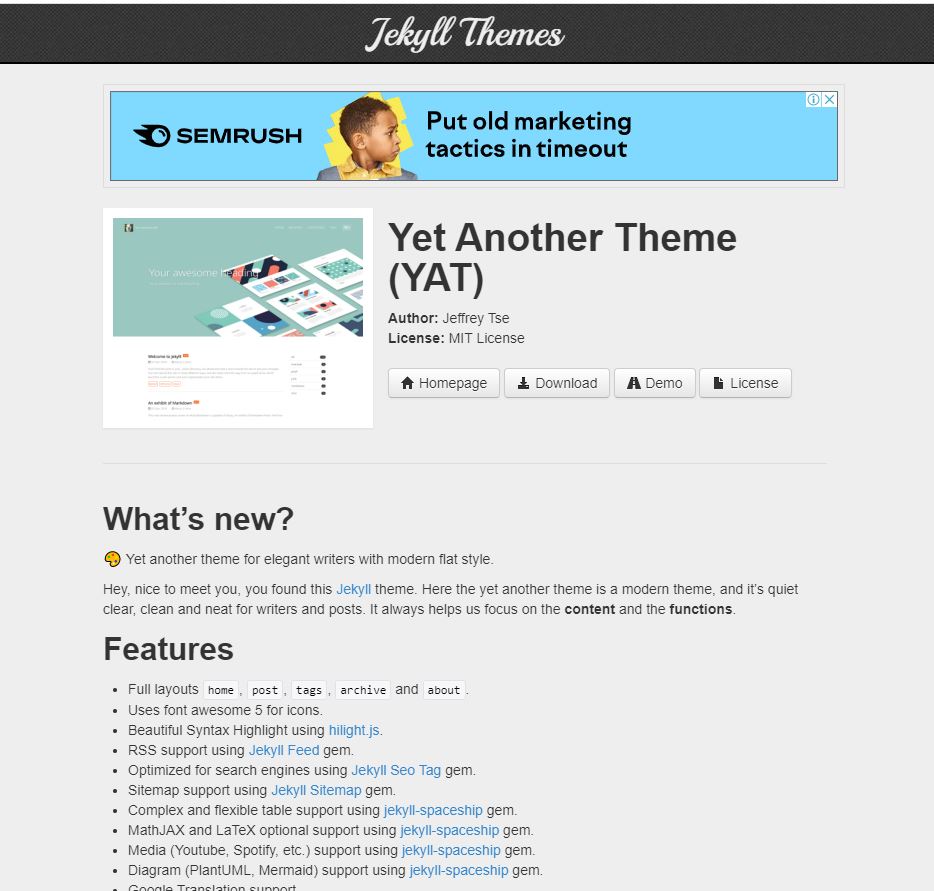 Jekyll Themes
SEMRUSH
Put old marketing
tactics in timeout
Your awesome heading
Welcome to jekyll
An exhibit of Markdown
Yet Another Theme
(YAT)
Author: Jeffrey Tse
License: MIT License
Homepage Download Demo License
What's new?
Yet another theme for elegant writers with modern flat style.
Hey, nice to meet you, you found this Jekyll theme. Here the yet another theme is a modern theme, and it's quiet
clear, clean and neat for writers and posts. It always helps us focus on the content and the functions.
Features
Full layouts home, post, tags, archive and about.
Uses font awesome 5 for icons.
Beautiful Syntax Highlight using hilight.js.
RSS support using Jekyll Feed gem.
Optimized for search engines using Jekyll Seo Tag gem.
Sitemap support using Jekyll Sitemap gem.
Complex and flexible table support using jekyll-spaceship gem.
MathJAX and LaTeX optional support using jekyll-spaceship gem.
Media (Youtube, Spotify, etc.) support using jekyll-spaceship gem.
Diagram (PlantUML, Mermaid) support using jekyll-spaceship gem.
Google Translation support